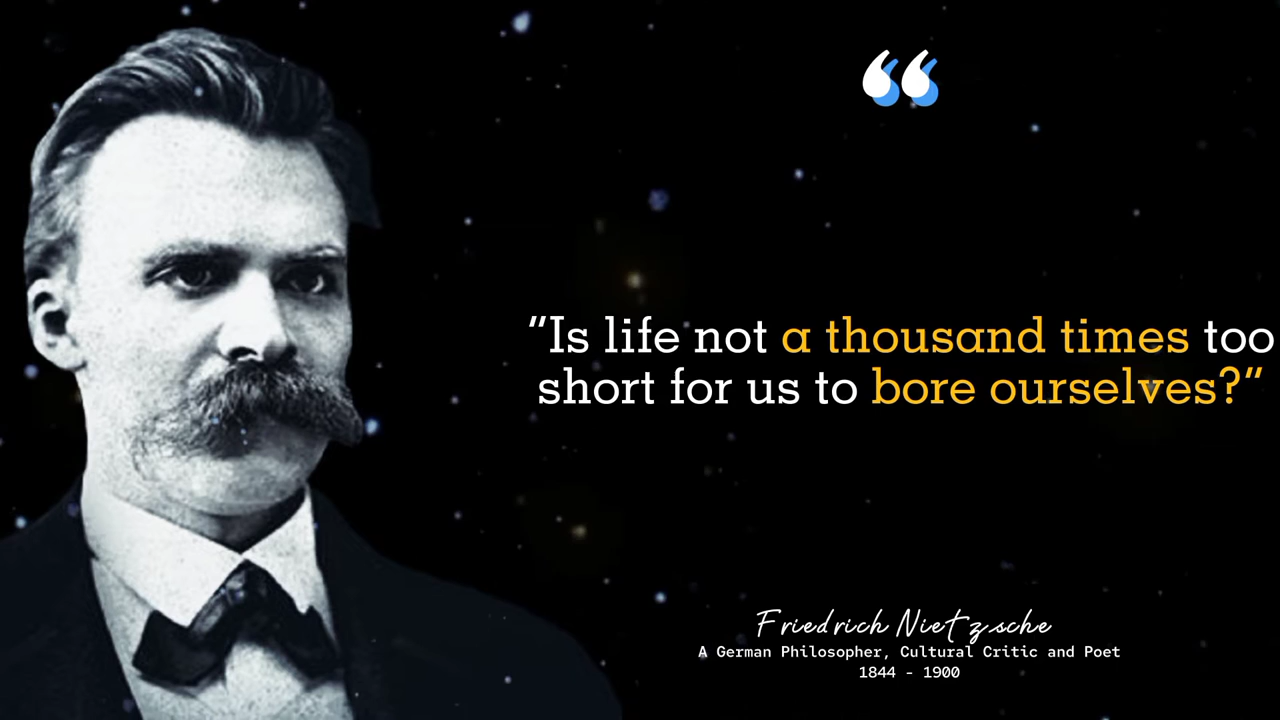 “
“Is life not a thousand times too
short for us to bore ourselves?”
Friedrich Nietzsche
A German Philosopher, Cultural Critic and Poet
1844 - 1900